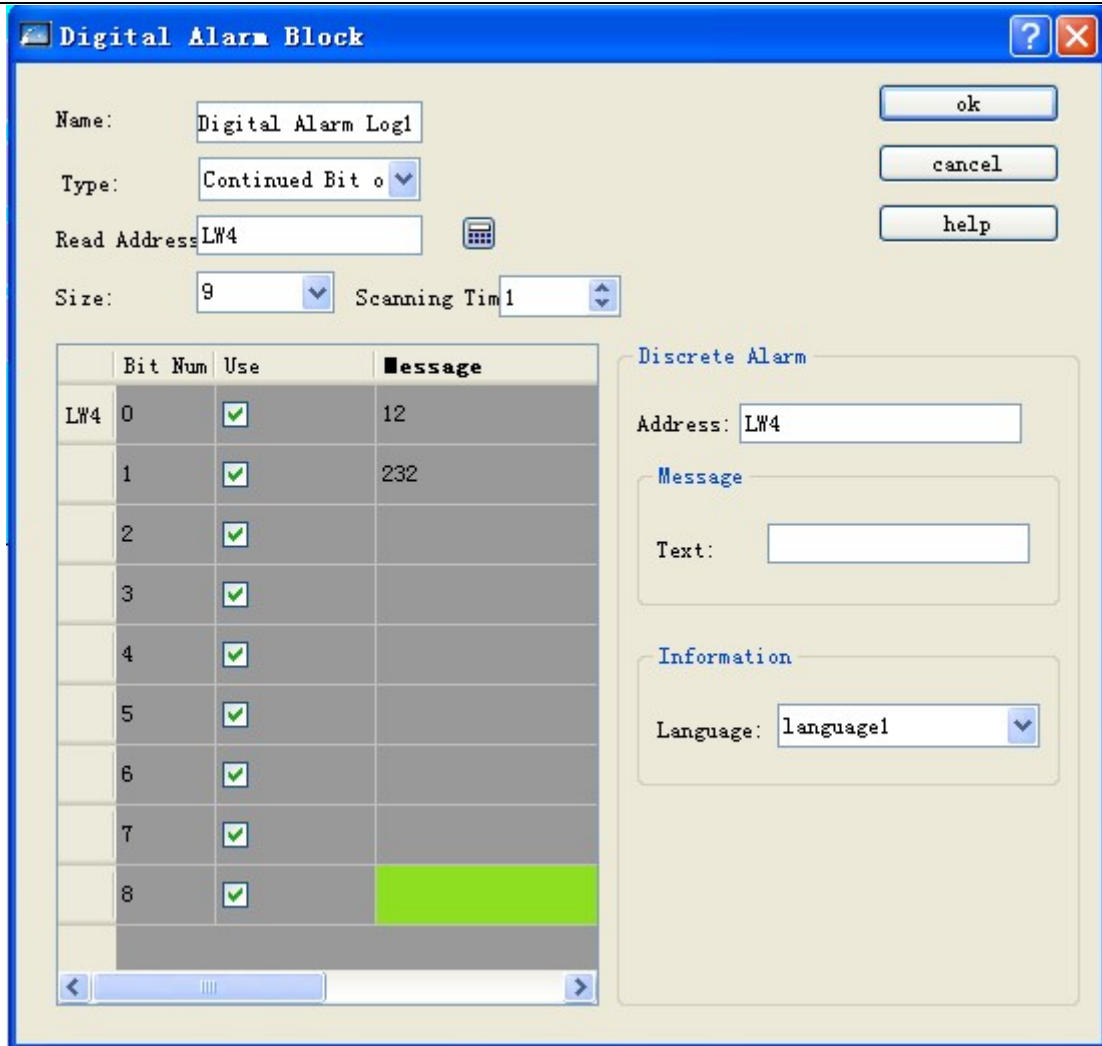 Digital Alarm Block
Name: Digital Alarm Log1
ok
Type: Continued Bit o
cancel
Read Address LW4
help
Size: 9 Scanning Tim 1
Bit Num Use Message
LW4 0 12
1 232
2
3
4
5
6
7
8
Discrete Alarm
Address: LW4
Message
Text:
Information
Language: language1